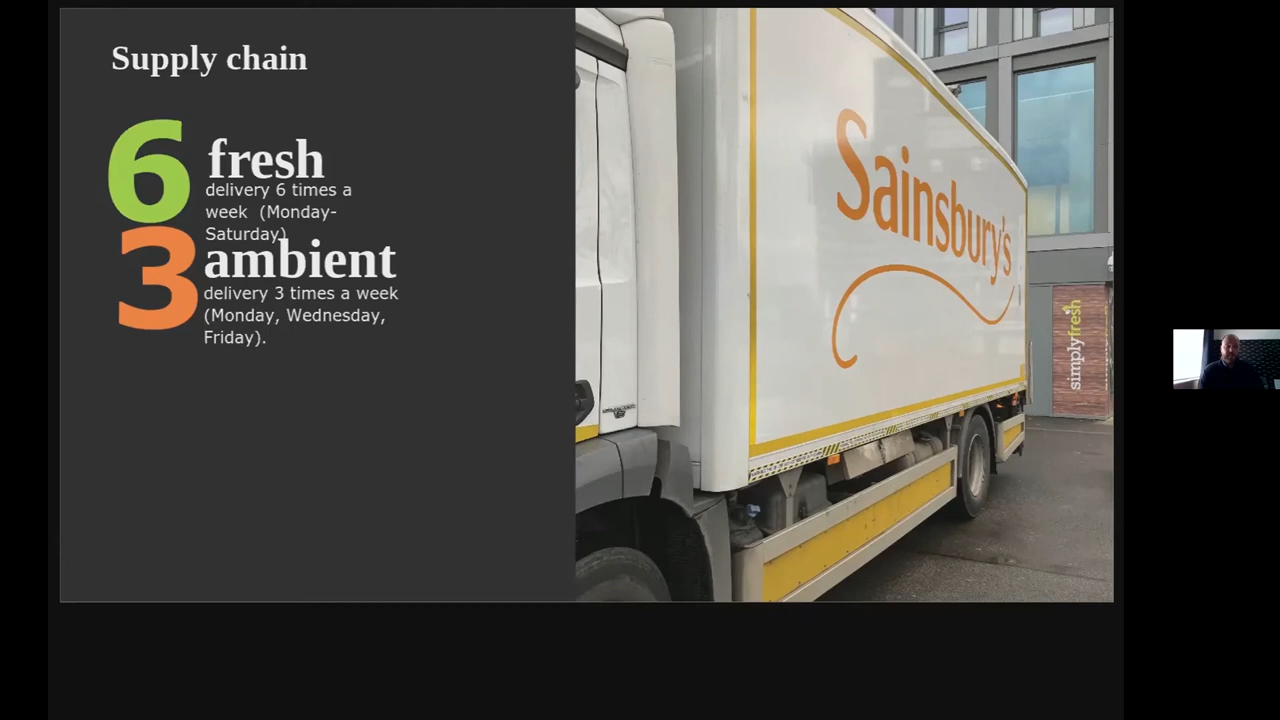 Supply chain
6 fresh
delivery 6 times a
week (Monday-
Saturday)
3 ambient
delivery 3 times a week
(Monday, Wednesday,
Friday).
Sainsbury's
simplyfresh